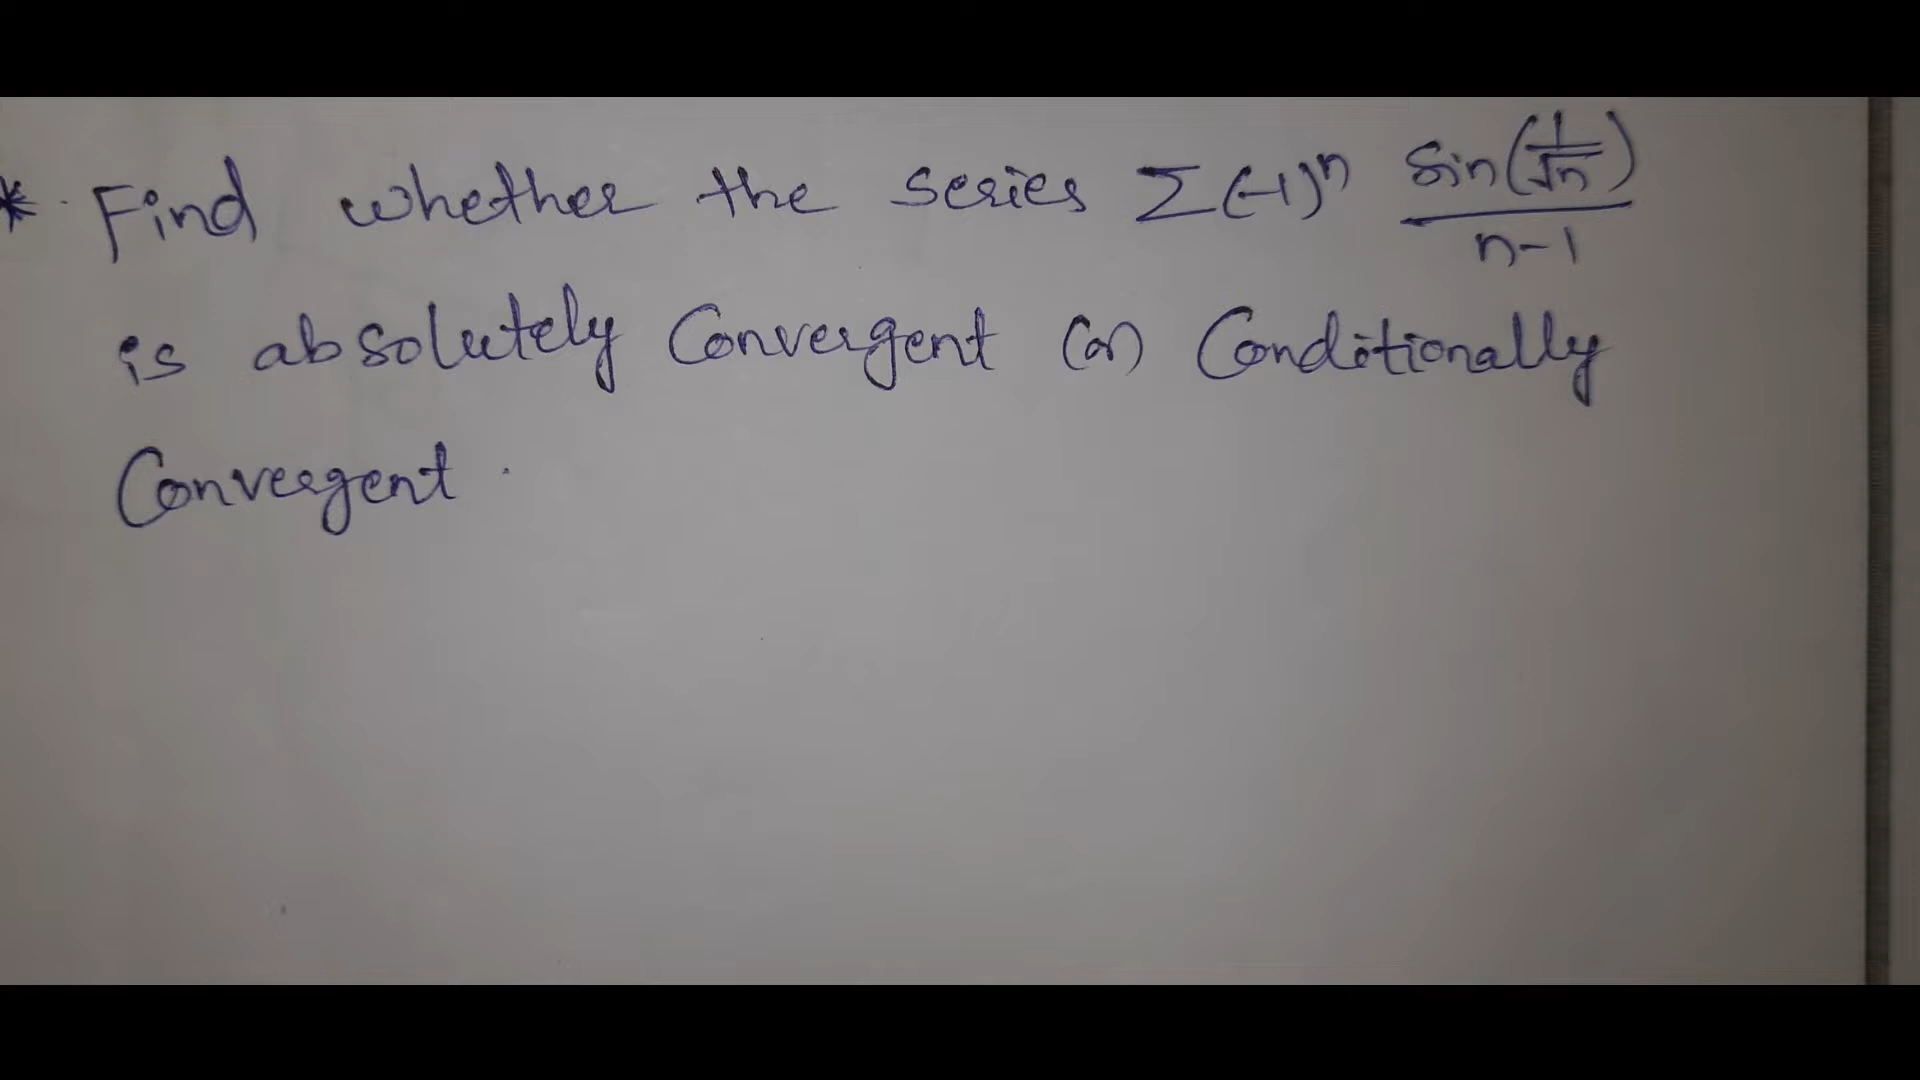 * Find whether the series Σ(-1)ⁿ sin(1/√n)/n-1
is absolutely Convergent (or) Conditionally
Convergent.